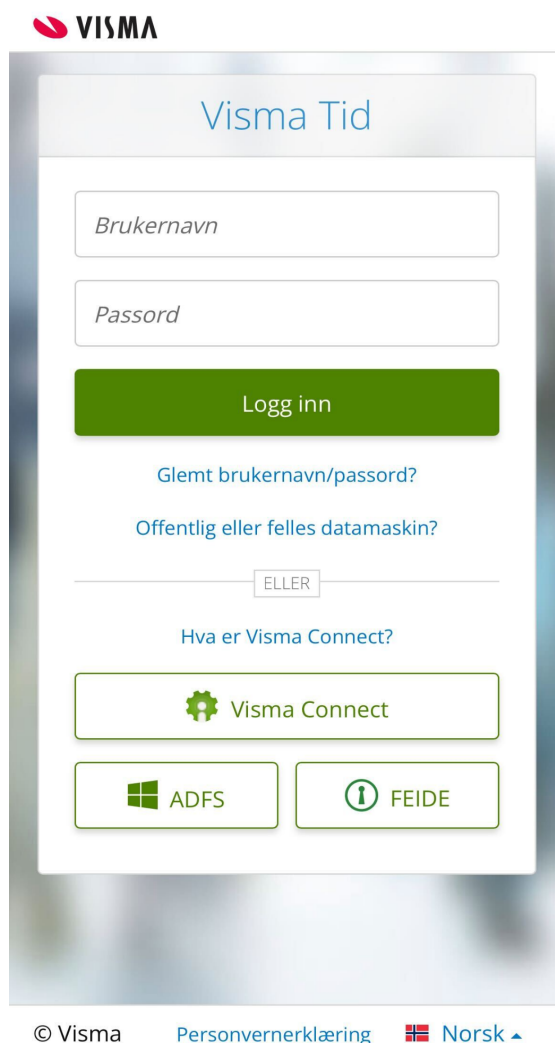 VISMA
Visma Tid
Brukernavn
Passord
Logg inn
Glemt brukernavn/passord?
Offentlig eller felles datamaskin?
ELLER
Hva er Visma Connect?
Visma Connect
ADFS FEIDE
© Visma Personvernerklæring Norsk